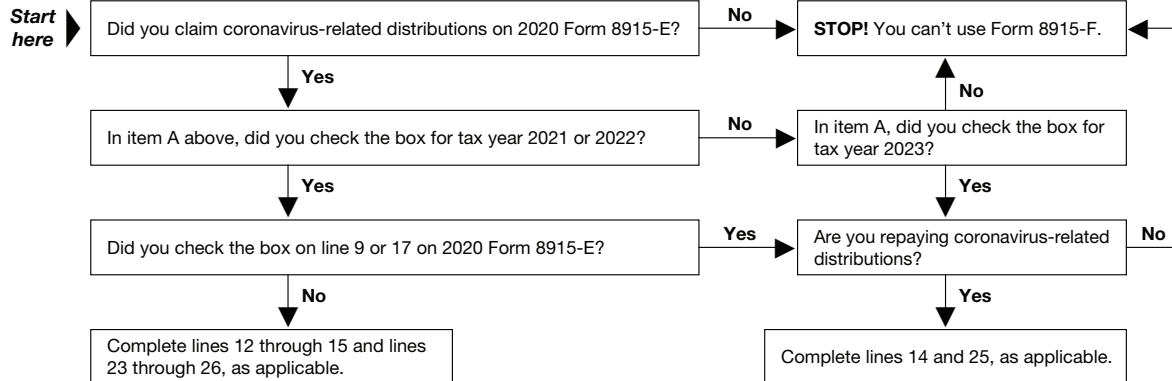 Start
here
Did you claim coronavirus-related distributions on 2020 Form 8915-E?
No
STOP! You can’t use Form 8915-F.
Yes
No
In item A above, did you check the box for tax year 2021 or 2022?
No
In item A, did you check the box for
tax year 2023?
Yes
Yes
Did you check the box on line 9 or 17 on 2020 Form 8915-E?
Yes
Are you repaying coronavirus-related
distributions?
No
No
Yes
Complete lines 12 through 15 and lines
23 through 26, as applicable.
Complete lines 14 and 25, as applicable.